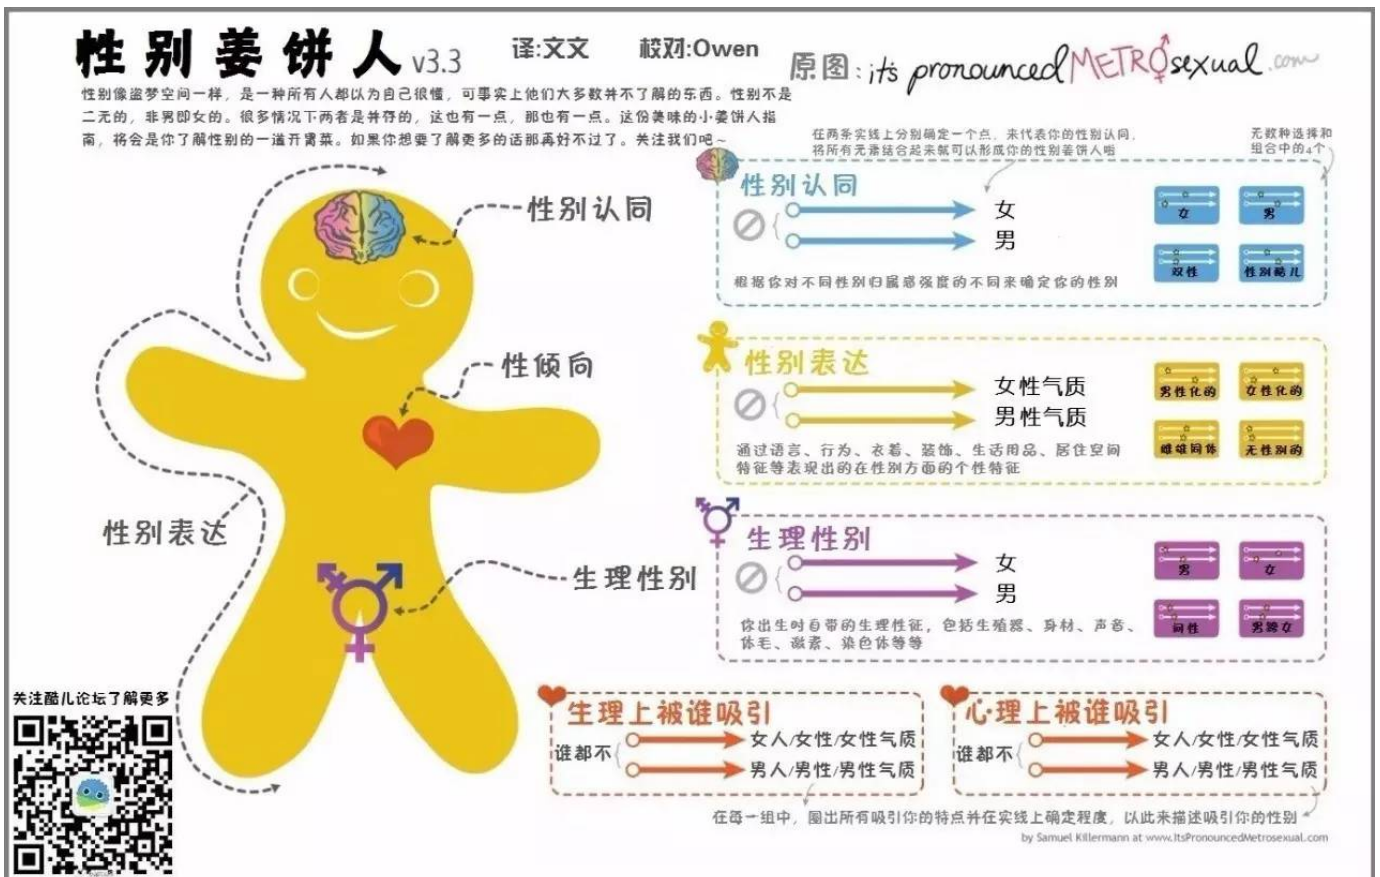 性别姜饼人 v3.3
译:文文 校对:Owen
原图: it's pronounced METROsexual.com
性别像盗梦空间一样，是一种所有人都以为自己很懂，可事实上他们大多数并不了解的东西。性别不是
二元的，非男即女的。很多情况下两者是并存的，这也有一点，那也有一点。这份美味的小姜饼人指
南，将会是你了解性别的一道开胃菜。如果你想要了解更多的话那再好不过了。关注我们吧~
性别认同
性倾向
性别表达
生理性别
关注酷儿论坛了解更多
在两条实线上分别确定一个点，来代表你的性别认同，
将所有元素结合起来就可以形成你的性别姜饼人啦
无数种选择和
组合中的4个
性别认同
女
男
根据你对不同性别归属感强度的不同来确定你的性别
女
男
双性
性别酷儿
性别表达
女性气质
男性气质
通过语言、行为、衣着、装饰、生活用品、居住空间
特征等表现出的在性别方面的个性特征
男性化的
女性化的
雌雄同体
无性别的
生理性别
女
男
你出生时自带的生理性征，包括生殖器、身材、声音、
体毛、激素、染色体等等
男
女
间性
男跨女
生理上被谁吸引
谁都不
女人/女性/女性气质
男人/男性/男性气质
心理上被谁吸引
谁都不
女人/女性/女性气质
男人/男性/男性气质
在每一组中，圈出所有吸引你的特点并在实线上确定程度，以此来描述吸引你的性别
by Samuel Killermann at www.ItsPronouncedMetrosexual.com